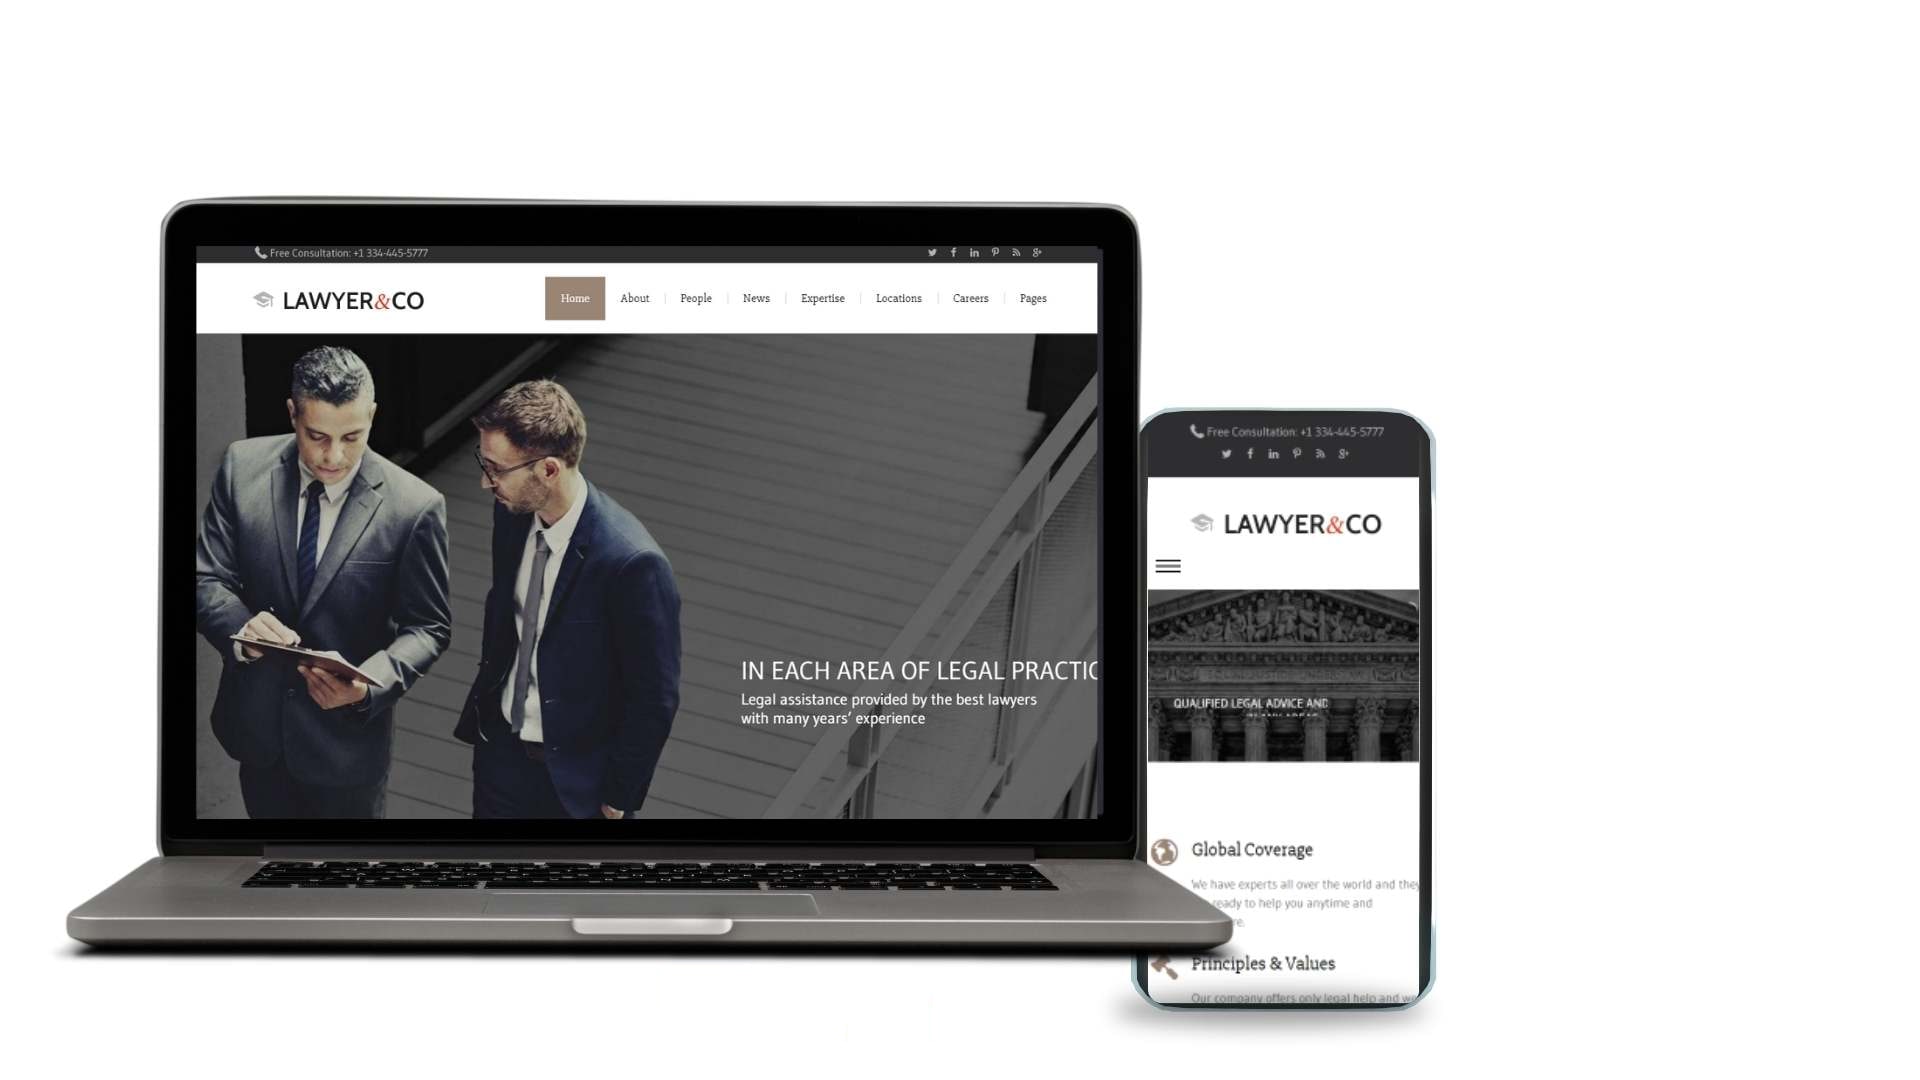 Free Consultation: +1 334-445-5777
LAWYER&CO
Home About People News Expertise Locations Careers Pages
IN EACH AREA OF LEGAL PRACTIC
Legal assistance provided by the best lawyers
with many years’ experience
Free Consultation: +1 334-445-5777
LAWYER&CO
QUALIFIED LEGAL ADVICE AND
Global Coverage
We have experts all over the world and they
ready to help you anytime and
Principles & Values
Our company offers only legal help and we